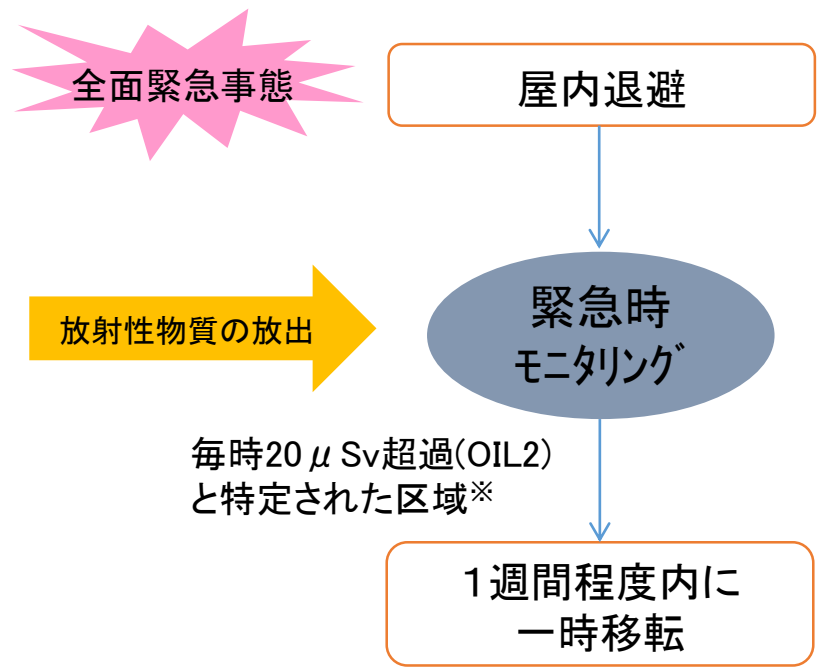 全面緊急事態
屋内退避
緊急時
ﾓﾆﾀﾘﾝｸﾞ
放射性物質の放出
毎時20μSv超過(OIL2)
と特定された区域※
１週間程度内に
一時移転